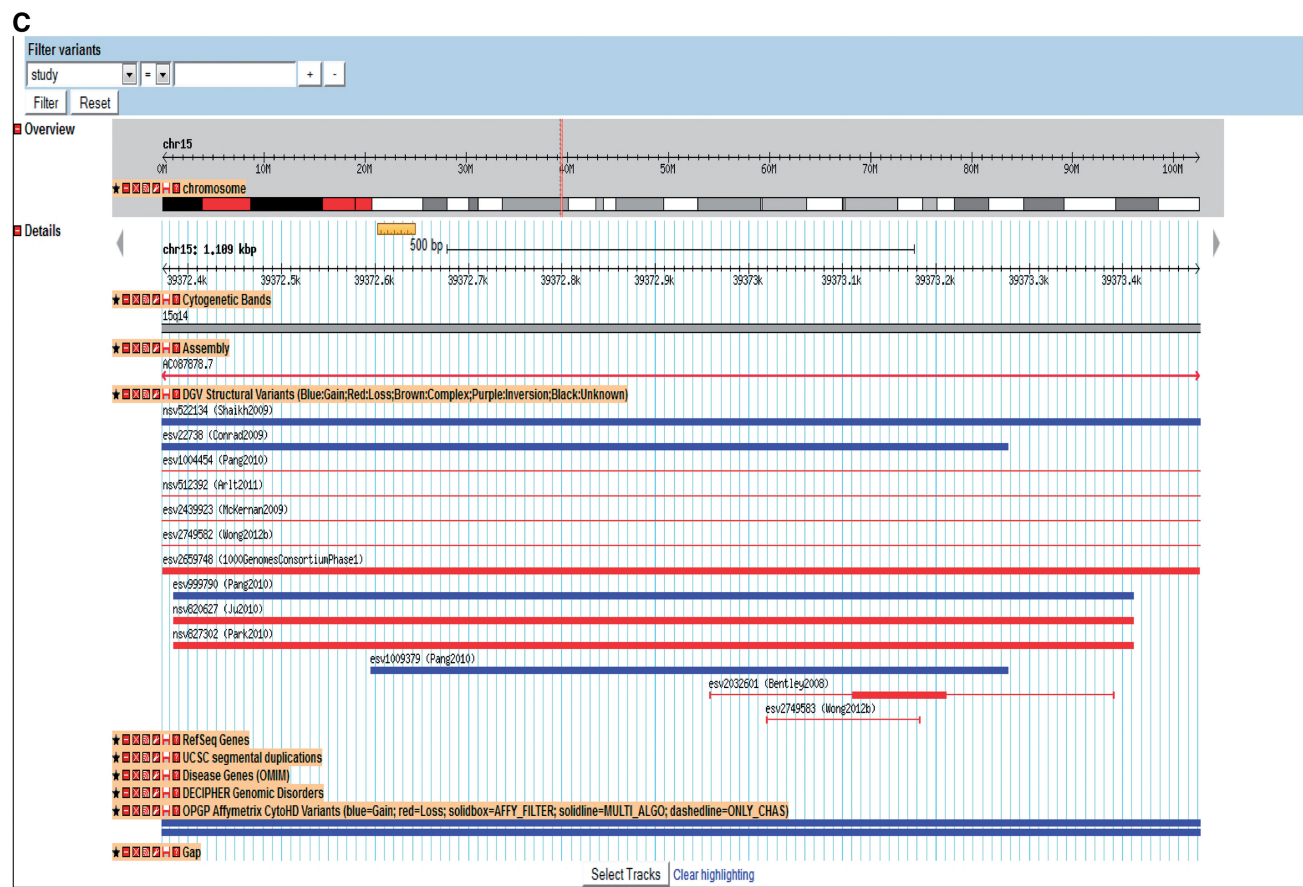 C
Filter variants
study = + -
Filter Reset
Overview
chr15
0M 10M 20M 30M 40M 50M 60M 70M 80M 90M 100M
chromosome
Details
500 bp
chr15: 1.109 kbp
39372.4k 39372.5k 39372.6k 39372.7k 39372.8k 39372.9k 39373k 39373.1k 39373.2k 39373.3k 39373.4k
Cytogenetic Bands
15q14
Assembly
AC087878.7
DGV Structural Variants (Blue:Gain;Red:Loss;Brown:Complex;Purple:Inversion;Black:Unknown)
nsv522134 (Shaikh2009)
esv22738 (Conrad2009)
esv1004454 (Pang2010)
nsv512392 (Arlt2011)
esv2439923 (McKernan2009)
esv2749582 (Wong2012b)
esv2659748 (1000GenomesConsortiumPhase1)
esv999790 (Pang2010)
nsv820627 (Ju2010)
nsv827302 (Park2010)
esv1009379 (Pang2010)
esv2032601 (Bentley2008)
esv2749583 (Wong2012b)
RefSeq Genes
UCSC segmental duplications
Disease Genes (OMIM)
DECIPHER Genomic Disorders
OPGP Affymetrix CytoHD Variants (blue=Gain; red=Loss; solidbox=AFFY_FILTER; solidline=MULTI_ALGO; dashedline=ONLY_CHAS)
Gap
Select Tracks Clear highlighting